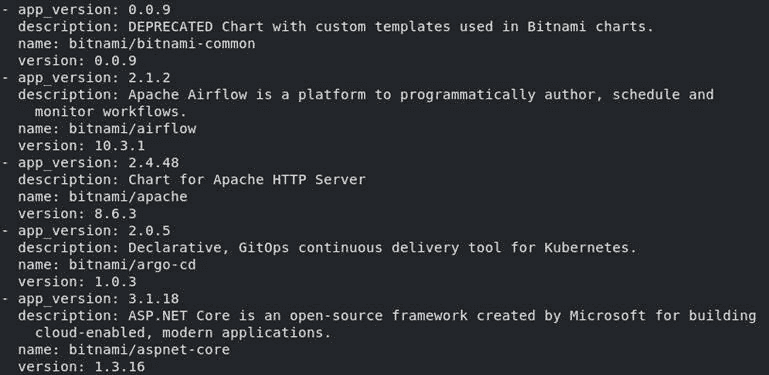 - app_version: 0.0.9
  description: DEPRECATED Chart with custom templates used in Bitnami charts.
  name: bitnami/bitnami-common
  version: 0.0.9
- app_version: 2.1.2
  description: Apache Airflow is a platform to programmatically author, schedule and
    monitor workflows.
  name: bitnami/airflow
  version: 10.3.1
- app_version: 2.4.48
  description: Chart for Apache HTTP Server
  name: bitnami/apache
  version: 8.6.3
- app_version: 2.0.5
  description: Declarative, GitOps continuous delivery tool for Kubernetes.
  name: bitnami/argo-cd
  version: 1.0.3
- app_version: 3.1.18
  description: ASP.NET Core is an open-source framework created by Microsoft for building
    cloud-enabled, modern applications.
  name: bitnami/aspnet-core
  version: 1.3.16